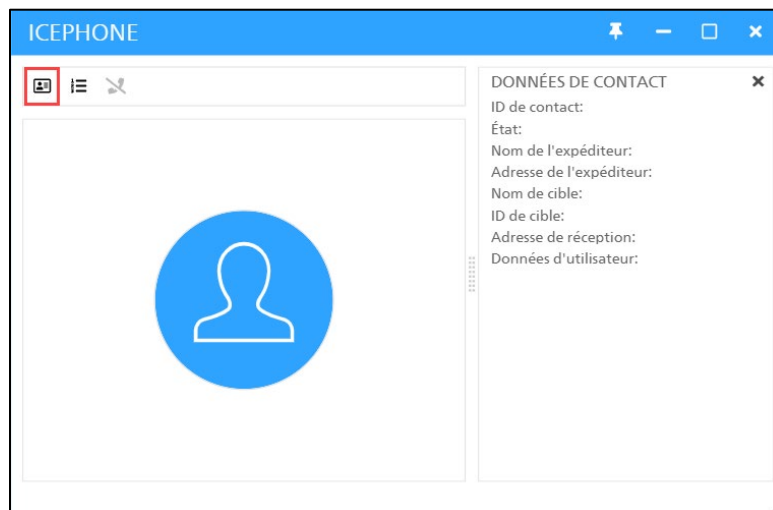 ICEPHONE
DONNÉES DE CONTACT
ID de contact:
État:
Nom de l'expéditeur:
Adresse de l'expéditeur:
Nom de cible:
ID de cible:
Adresse de réception:
Données d'utilisateur: